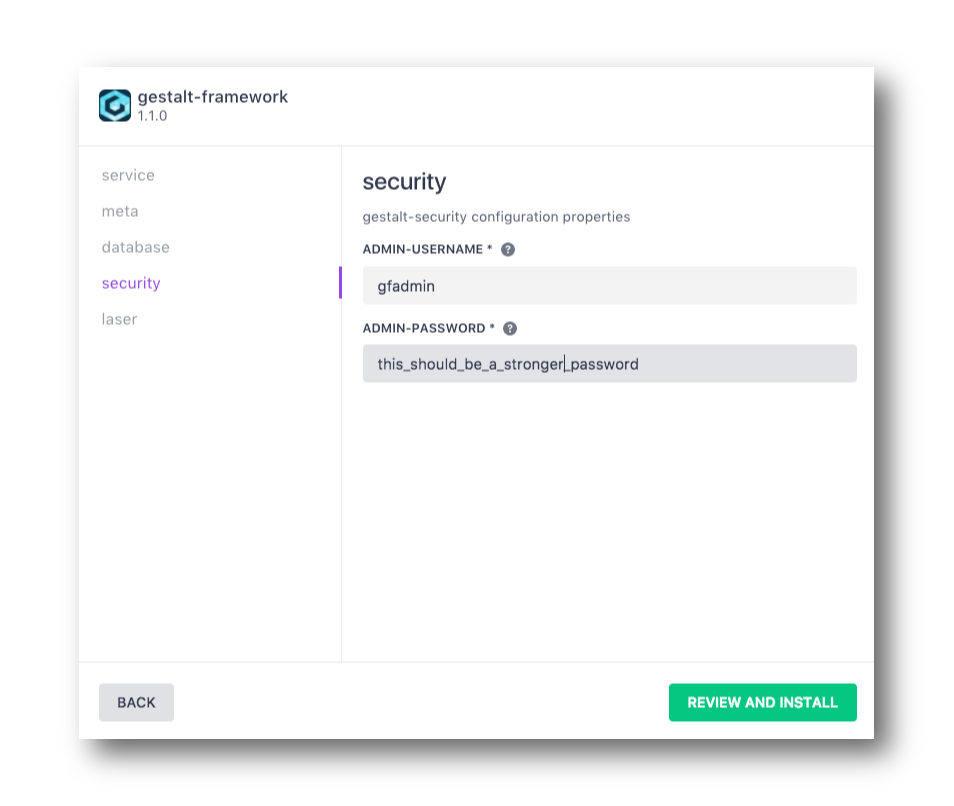 gestalt-framework
1.1.0
service
meta
database
security
laser
security
gestalt-security configuration properties
ADMIN-USERNAME * ?
gfadmin
ADMIN-PASSWORD * ?
this_should_be_a_stronger_password
BACK
REVIEW AND INSTALL